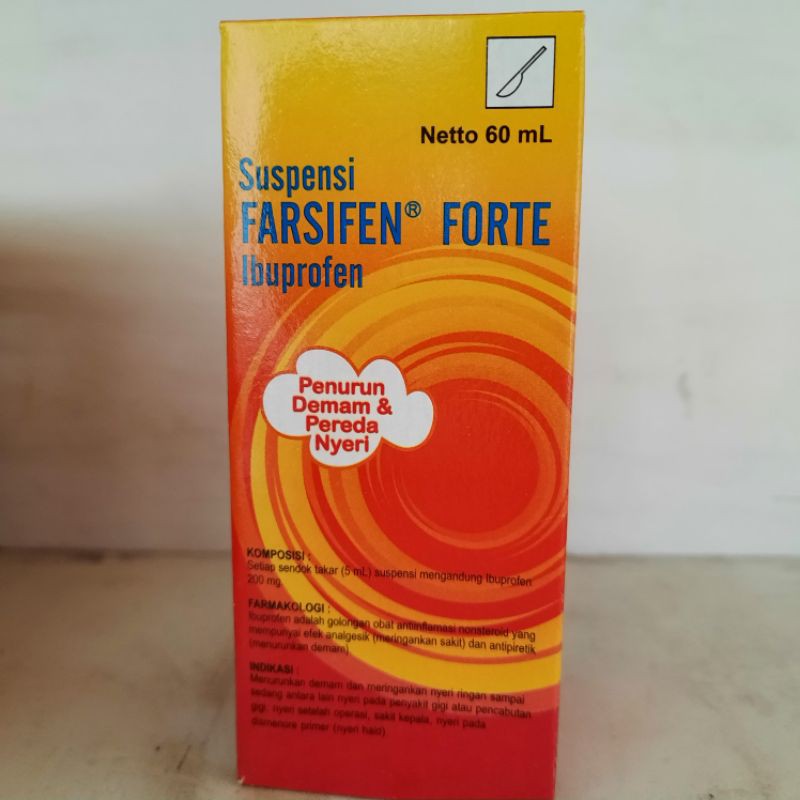 Netto 60 mL
Suspensi
FARSIFEN® FORTE
Ibuprofen
Penurun
Demam &
Pereda
Nyeri
KOMPOSISI :
Setiap sendok takar (5 mL) suspensi mengandung Ibuprofen
200 mg.
FARMAKOLOGI :
Ibuprofen adalah golongan obat antiinflamasi nonsteroid yang
mempunyai efek analgesik (meringankan sakit) dan antipiretik
(menurunkan demam)
INDIKASI :
Menurunkan demam dan meringankan nyeri ringan sampai
sedang antara lain nyeri pada penyakit gigi atau pencabutan
gigi, nyeri setelah operasi, sakit kepala, nyeri pada
dismenore primer (nyeri haid).